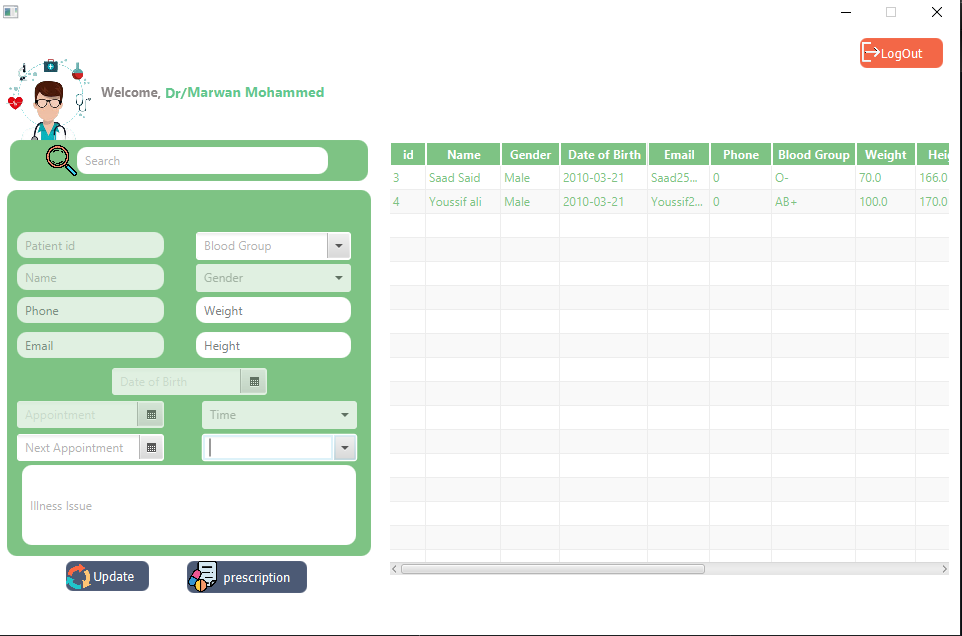 LogOut
Welcome, Dr/Marwan Mohammed
Search
Patient id Blood Group
Name Gender
Phone Weight
Email Height
Date of Birth
Appointment Time
Next Appointment
Illness Issue
Update prescription
id Name Gender Date of Birth Email Phone Blood Group Weight Hei
3 Saad Said Male 2010-03-21 Saad25... 0 O- 70.0 166.0
4 Youssif ali Male 2010-03-21 Youssif2... 0 AB+ 100.0 170.0